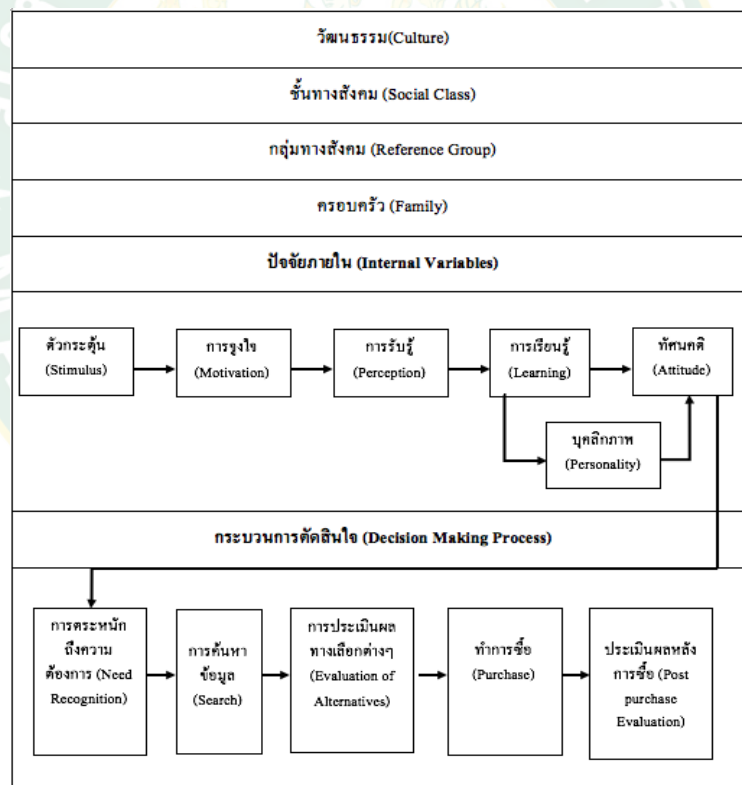 วัฒนธรรม(Culture)
ชั้นทางสังคม (Social Class)
กลุ่มทางสังคม (Reference Group)
ครอบครัว (Family)
ปัจจัยภายใน (Internal Variables)
ตัวกระตุ้น
(Stimulus)
การจูงใจ
(Motivation)
การรับรู้
(Perception)
การเรียนรู้
(Learning)
ทัศนคติ
(Attitude)
บุคลิกภาพ
(Personality)
กระบวนการตัดสินใจ (Decision Making Process)
การตระหนัก
ถึงความ
ต้องการ (Need
Recognition)
การค้นหา
ข้อมูล
(Search)
การประเมินผล
ทางเลือกต่างๆ
(Evaluation of
Alternatives)
ทำการซื้อ
(Purchase)
ประเมินผลหลัง
การซื้อ (Post
purchase
Evaluation)